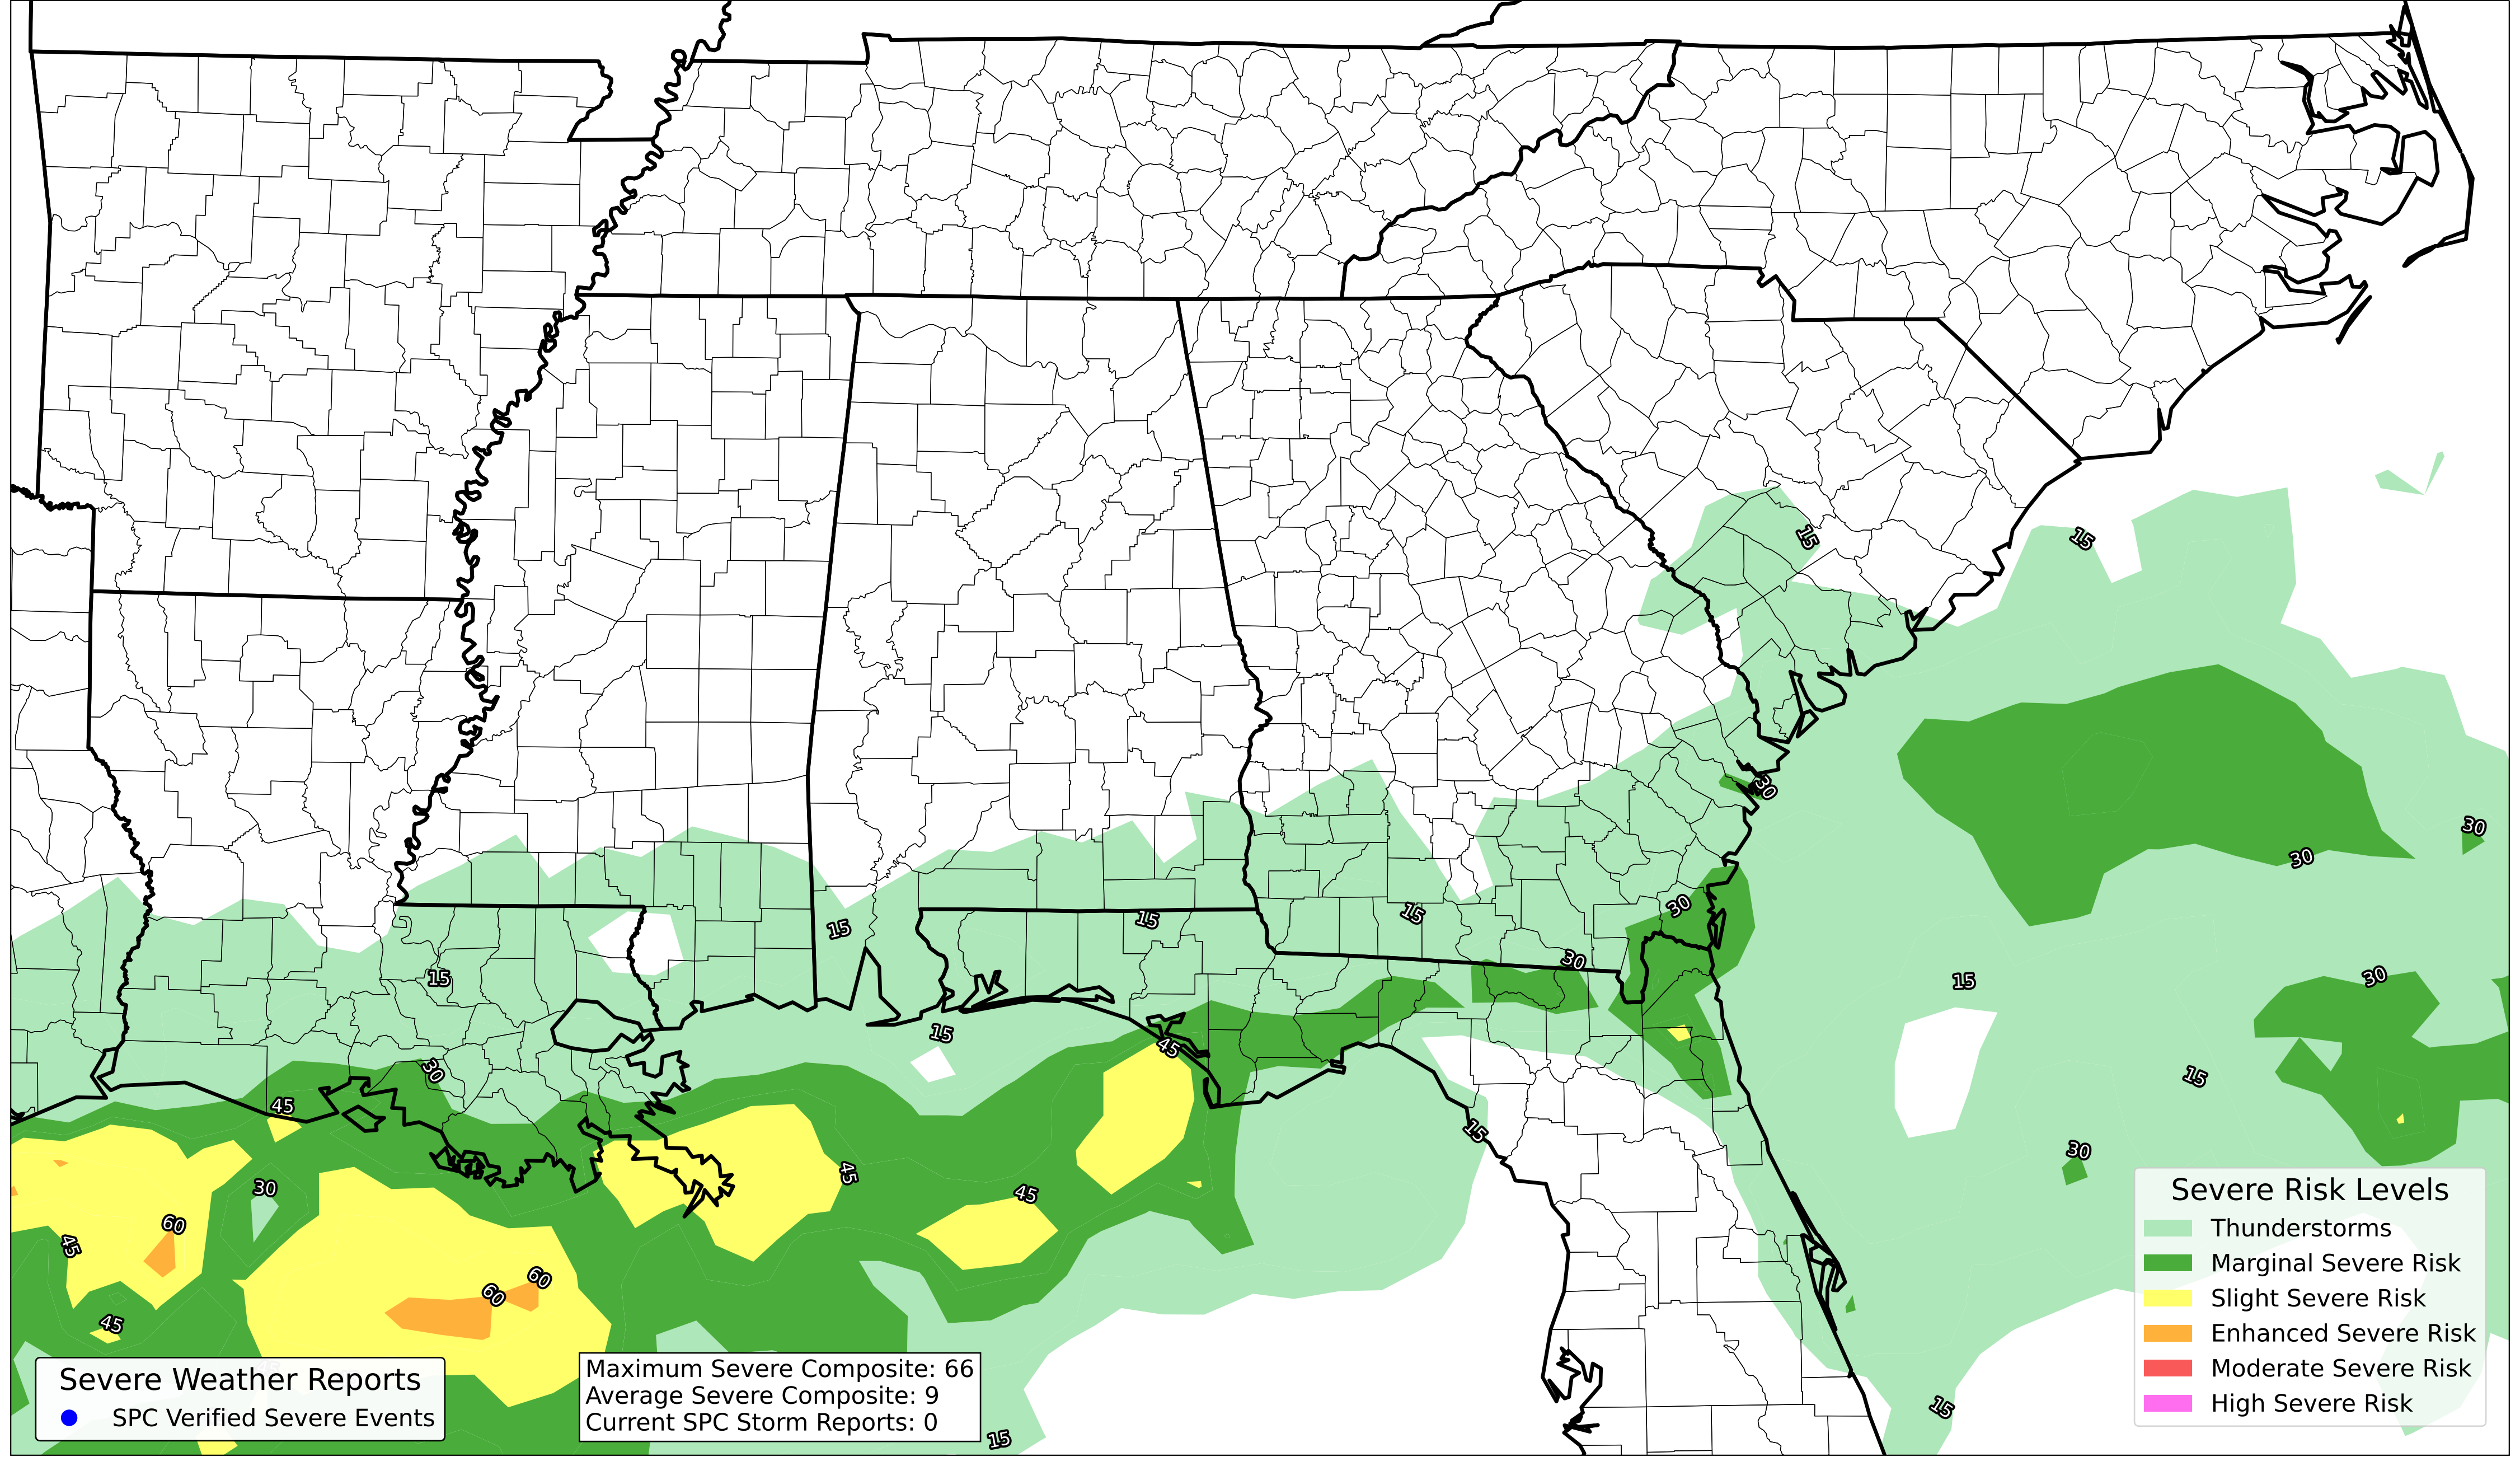 15
15
30
30
30
15
15
15
30
15
15
30
15
15
45
30
15
45
15
30
45
30
45
60
45
60
60
45
15
15
Severe Risk Levels
Thunderstorms
Marginal Severe Risk
Slight Severe Risk
Enhanced Severe Risk
Moderate Severe Risk
High Severe Risk
Severe Weather Reports
SPC Verified Severe Events
Maximum Severe Composite: 66
Average Severe Composite: 9
Current SPC Storm Reports: 0